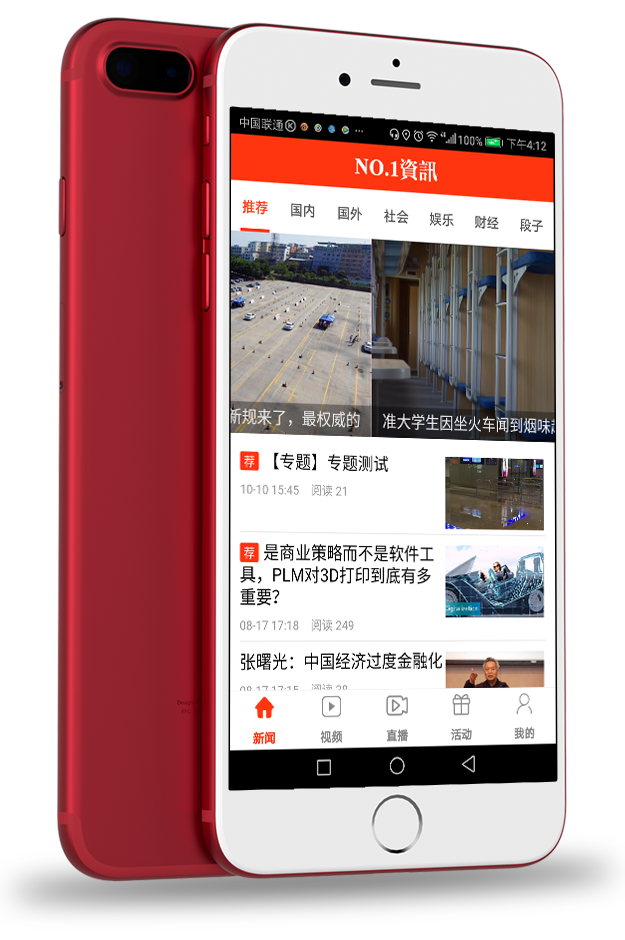 中国联通 100% 下午4:12
NO.1資訊
推荐 国内 国外 社会 娱乐 财经 段子
新规来了，最权威的
准大学生因坐火车闻到烟味
荐 【专题】专题测试
10-10 15:45 阅读 21
荐 是商业策略而不是软件工
具，PLM对3D打印到底有多
重要？
08-17 17:18 阅读 249
张曙光：中国经济过度金融化
08-17 17:15 阅读 28
新闻 视频 直播 活动 我的